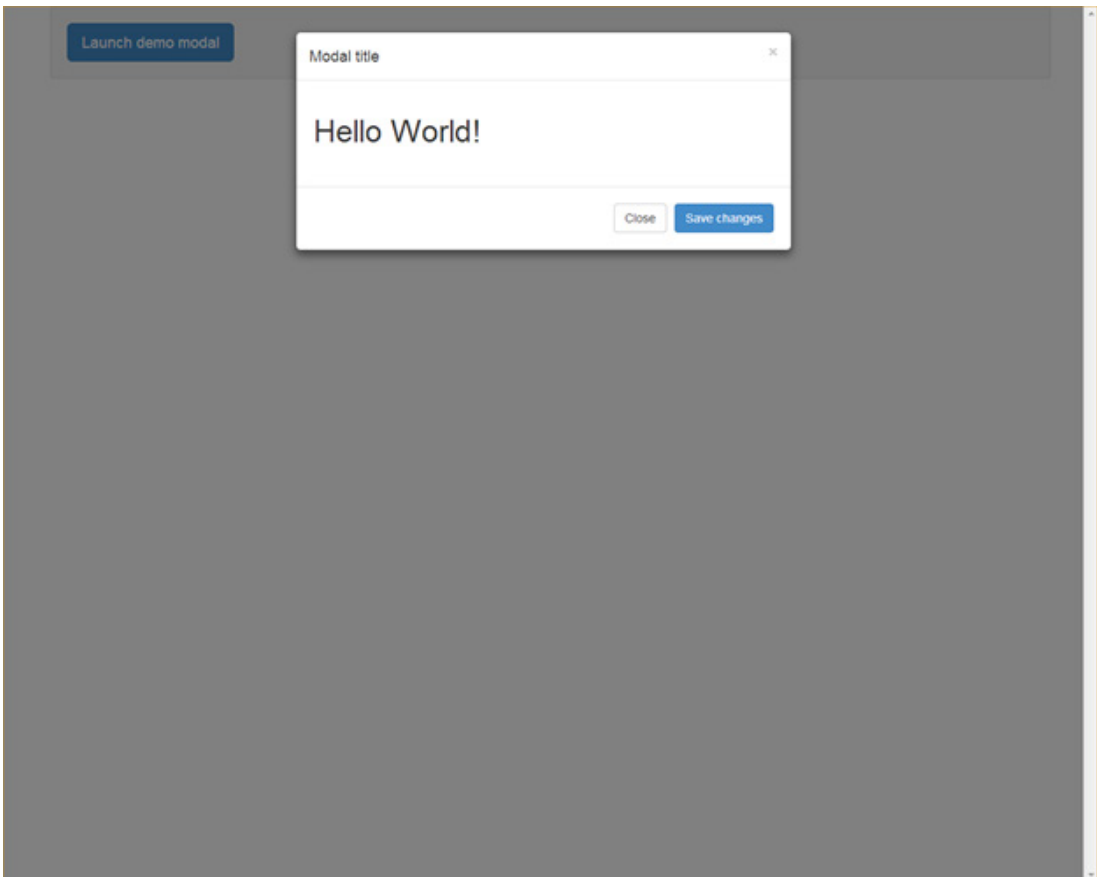 Launch demo modal
Modal title
×
Hello World!
Close
Save changes